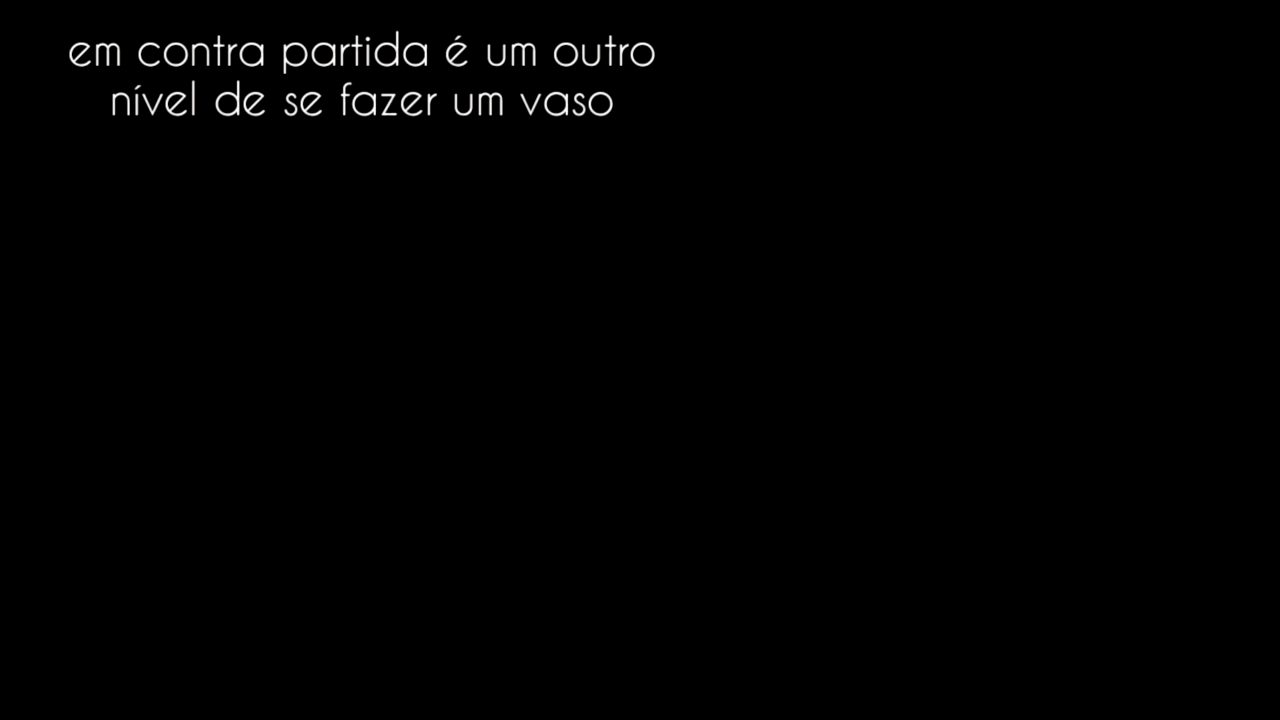 em contra partida é um outro
nível de se fazer um vaso